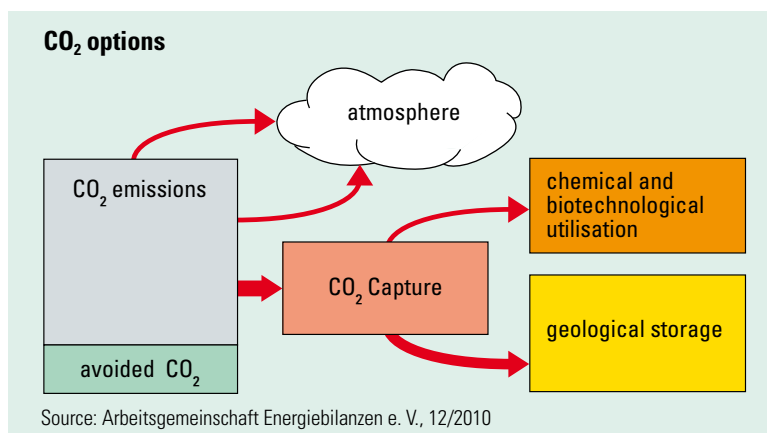 CO₂ options
atmosphere
CO₂ emissions
chemical and
biotechnological
utilisation
CO₂ Capture
geological storage
avoided CO₂
Source: Arbeitsgemeinschaft Energiebilanzen e. V., 12/2010